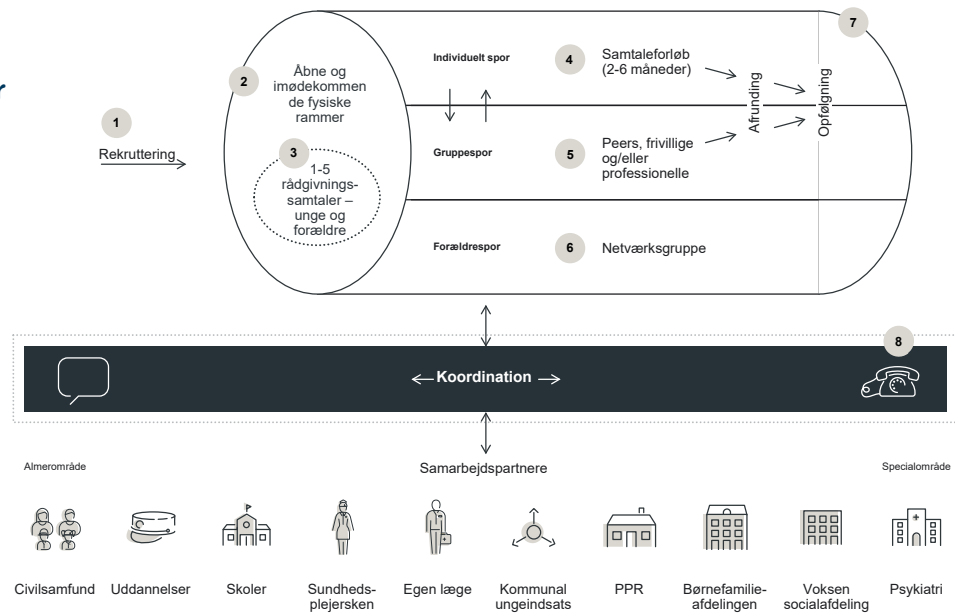 1
Rekruttering
2
Åbne og
imødekommen
de fysiske
rammer
3
1-5
rådgivnings-
samtaler –
unge og
forældre
Individuelt spor
4
Samtaleforløb
(2-6 måneder)
Gruppespor
5
Peers, frivillige
og/eller
professionelle
Forældrespor
6
Netværksgruppe
Afrunding
Opfølgning
7
8
Koordination
Almerområde
Samarbejdspartnere
Specialområde
Civilsamfund
Uddannelser
Skoler
Sundheds-
plejersken
Egen læge
Kommunal
ungeindsats
PPR
Børnefamilie-
afdelingen
Voksen
socialafdeling
Psykiatri